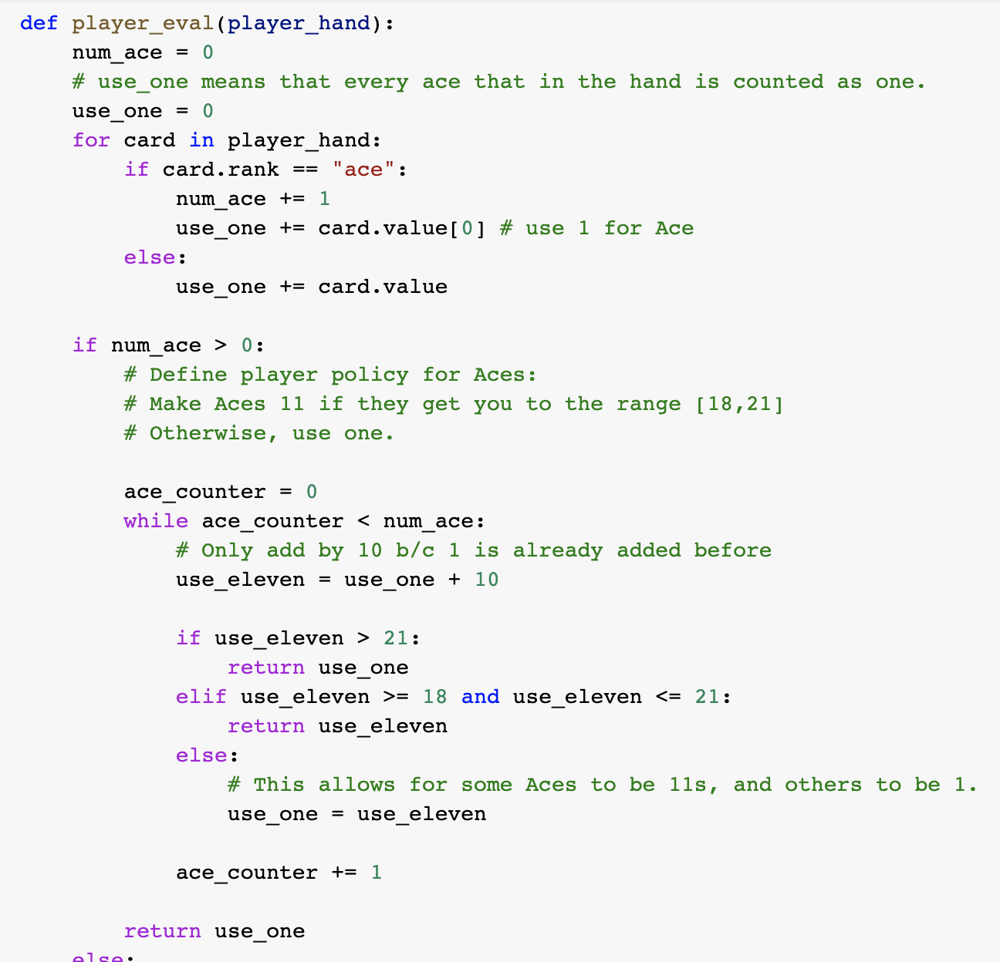 def player_eval(player_hand):
    num_ace = 0
    # use_one means that every ace that in the hand is counted as one.
    use_one = 0
    for card in player_hand:
        if card.rank == "ace":
            num_ace += 1
            use_one += card.value[0] # use 1 for Ace
        else:
            use_one += card.value

    if num_ace > 0:
        # Define player policy for Aces:
        # Make Aces 11 if they get you to the range [18,21]
        # Otherwise, use one.

        ace_counter = 0
        while ace_counter < num_ace:
            # Only add by 10 b/c 1 is already added before
            use_eleven = use_one + 10

            if use_eleven > 21:
                return use_one
            elif use_eleven >= 18 and use_eleven <= 21:
                return use_eleven
            else:
                # This allows for some Aces to be 11s, and others to be 1.
                use_one = use_eleven

            ace_counter += 1

        return use_one
    else: